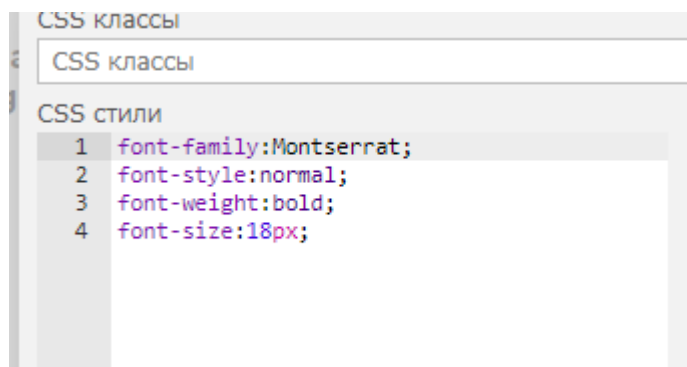 CSS классы
CSS классы
CSS стили
1 font-family:Montserrat;
2 font-style:normal;
3 font-weight:bold;
4 font-size:18px;